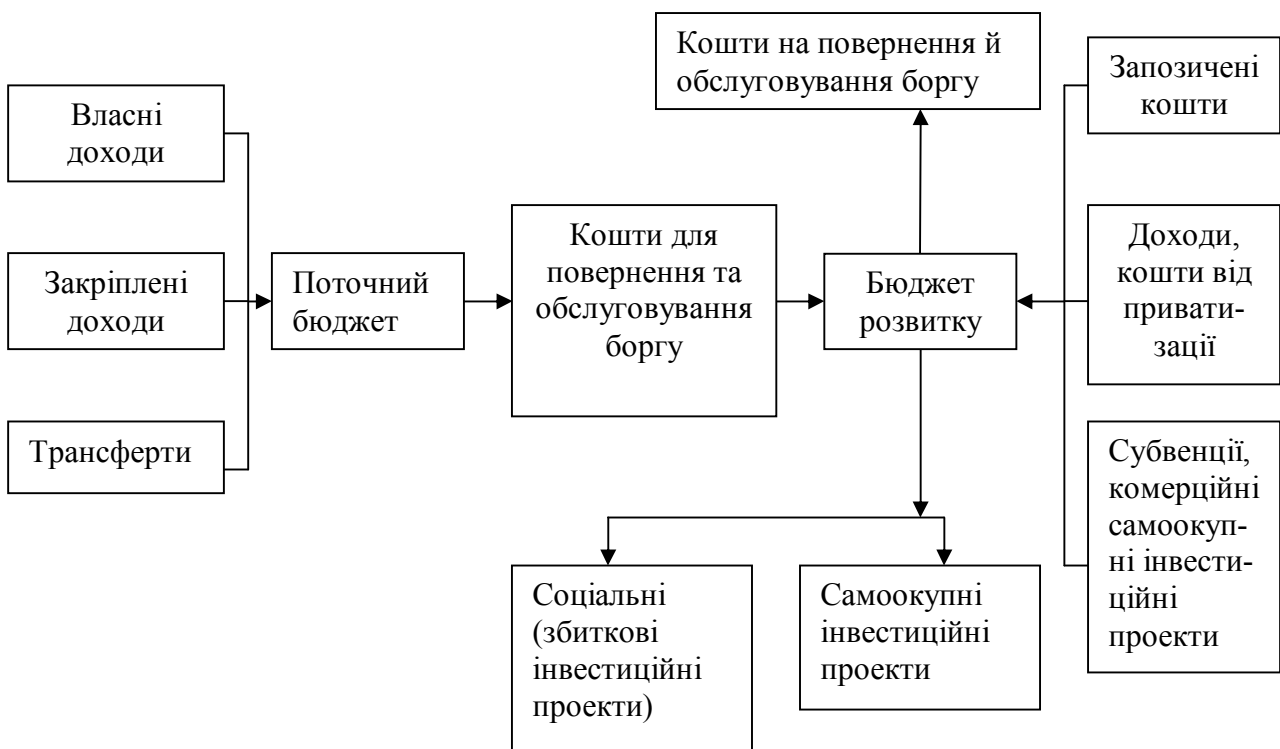 Кошти на повернення й
обслуговування боргу
Запозичені
кошти
Власні
доходи
Закріплені
доходи
Трансферти
Поточний
бюджет
Кошти для
повернення та
обслуговування
боргу
Бюджет
розвитку
Доходи,
кошти від
привати-
зації
Субвенції,
комерційні
самоокуп-
ні інвести-
ційні
проекти
Соціальні
(збиткові
інвестиційні
проекти)
Самоокупні
інвестиційні
проекти